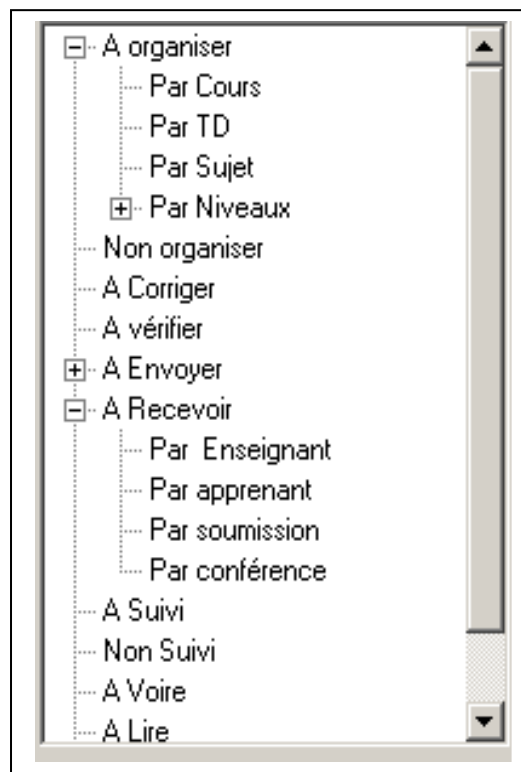 A organiser
Par Cours
Par TD
Par Sujet
Par Niveaux
Non organiser
A Corriger
A vérifier
A Envoyer
A Recevoir
Par Enseignant
Par apprenant
Par soumission
Par conférence
A Suivi
Non Suivi
A Voire
A Lire